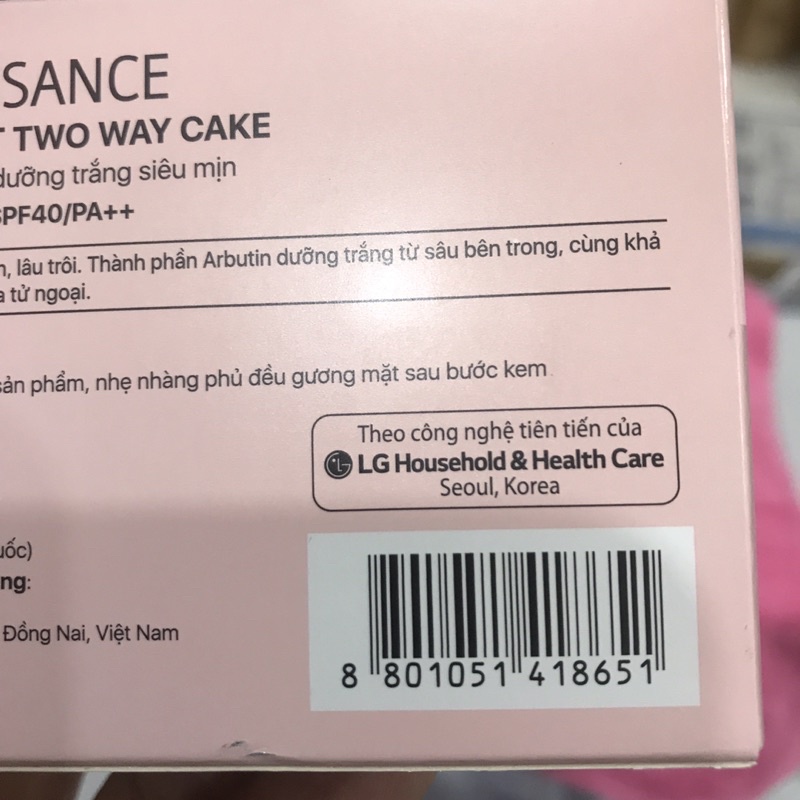 SANCE
TWO WAY CAKE
dưỡng trắng siêu mịn
SPF40/PA++
lâu trôi. Thành phần Arbutin dưỡng trắng từ sâu bên trong, cùng khả
tử ngoại.
sản phẩm, nhẹ nhàng phủ đều gương mặt sau bước kem
Theo công nghệ tiên tiến của
LG Household & Health Care
Seoul, Korea
uốc)
ng:
Đồng Nai, Việt Nam
8 801051 418651